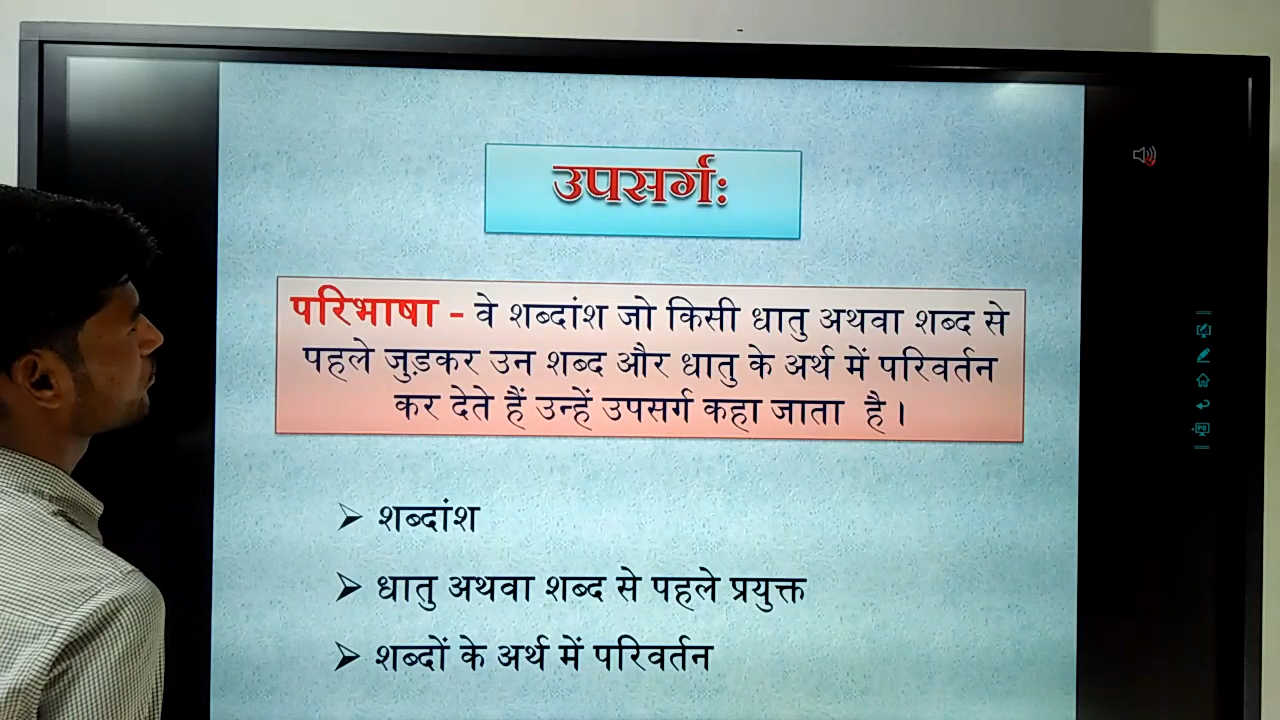 उपसर्गः
परिभाषा - वे शब्दांश जो किसी धातु अथवा शब्द से
पहले जुड़कर उन शब्द और धातु के अर्थ में परिवर्तन
कर देते हैं उन्हें उपसर्ग कहा जाता है ।
➢ शब्दांश
➢ धातु अथवा शब्द से पहले प्रयुक्त
➢ शब्दों के अर्थ में परिवर्तन